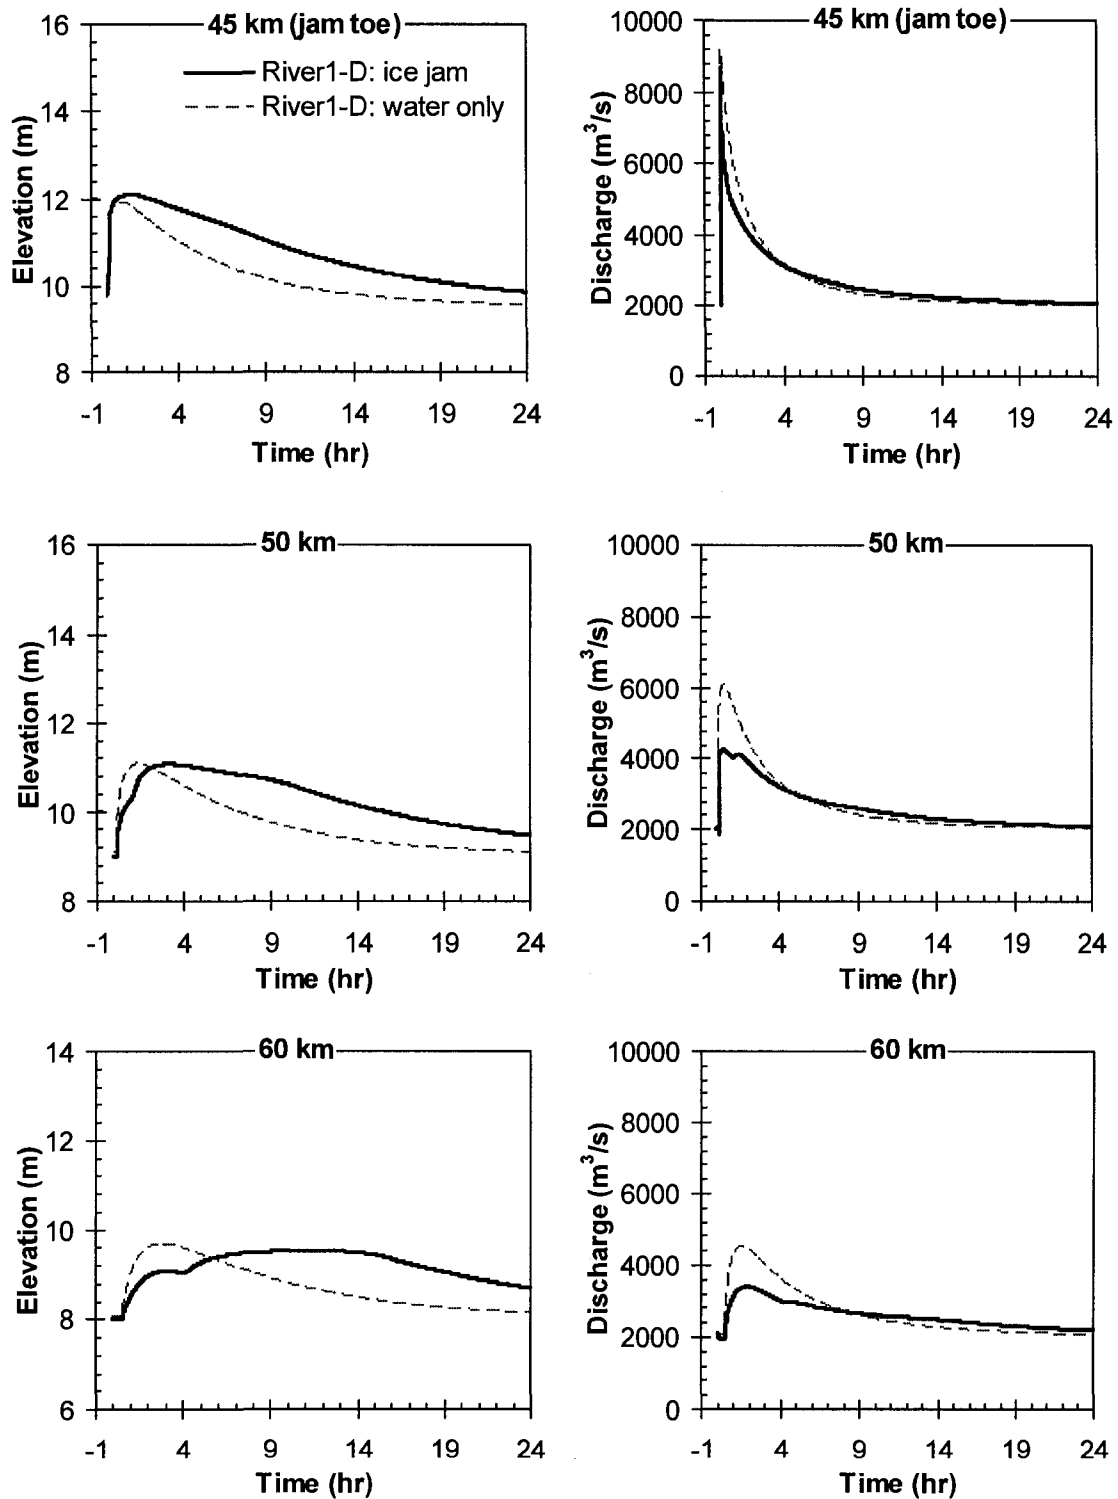 45 km (jam toe)
River1-D: ice jam
River1-D: water only
Elevation (m)
16
14
12
10
8
-1 4 9 14 19 24
Time (hr)
45 km (jam toe)
Discharge (m³/s)
10000
8000
6000
4000
2000
0
-1 4 9 14 19 24
Time (hr)
50 km
Elevation (m)
16
14
12
10
8
-1 4 9 14 19 24
Time (hr)
50 km
Discharge (m³/s)
10000
8000
6000
4000
2000
0
-1 4 9 14 19 24
Time (hr)
60 km
Elevation (m)
14
12
10
8
6
-1 4 9 14 19 24
Time (hr)
60 km
Discharge (m³/s)
10000
8000
6000
4000
2000
0
-1 4 9 14 19 24
Time (hr)